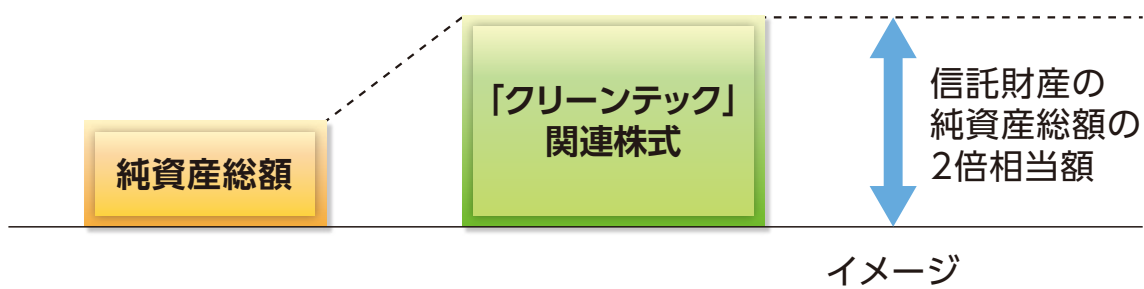 純資産総額
「クリーンテック」
関連株式
信託財産の
純資産総額の
2倍相当額
イメージ